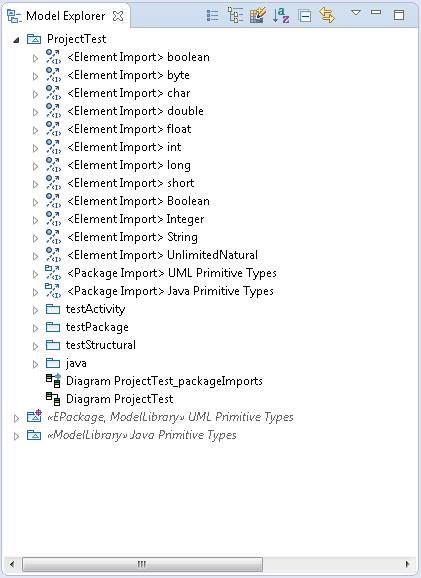 Model Explorer
ProjectTest
<Element Import> boolean
<Element Import> byte
<Element Import> char
<Element Import> double
<Element Import> float
<Element Import> int
<Element Import> long
<Element Import> short
<Element Import> Boolean
<Element Import> Integer
<Element Import> String
<Element Import> UnlimitedNatural
<Package Import> UML Primitive Types
<Package Import> Java Primitive Types
testActivity
testPackage
testStructural
java
Diagram ProjectTest_packageImports
Diagram ProjectTest
«EPackage, ModelLibrary» UML Primitive Types
«ModelLibrary» Java Primitive Types